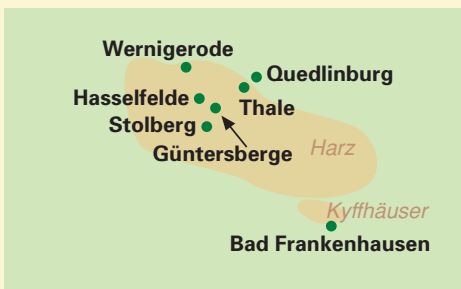 Wernigerode
Quedlinburg
Hasselfelde
Thale
Stolberg
Güntersberge
Harz
Kyffhäuser
Bad Frankenhausen